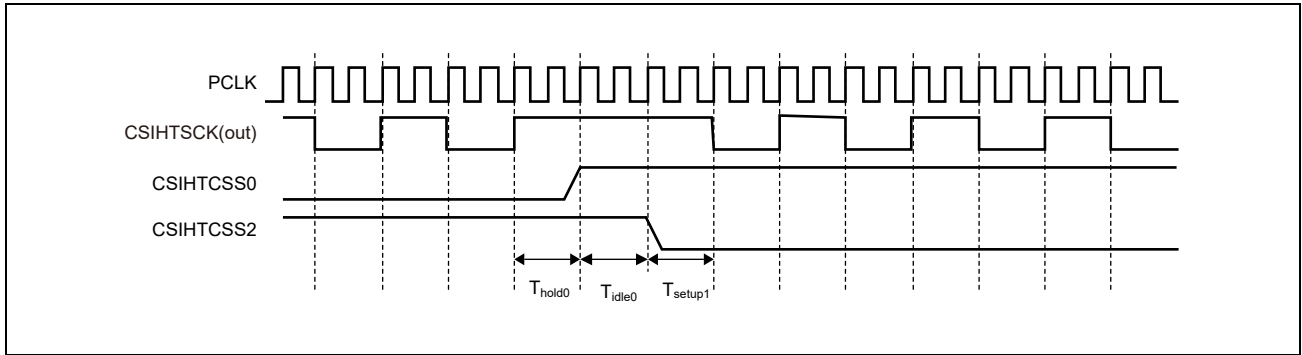 PCLK
CSIHTSCK(out)
CSIHTCSS0
CSIHTCSS2
Thold0 Tidle0 Tsetup1